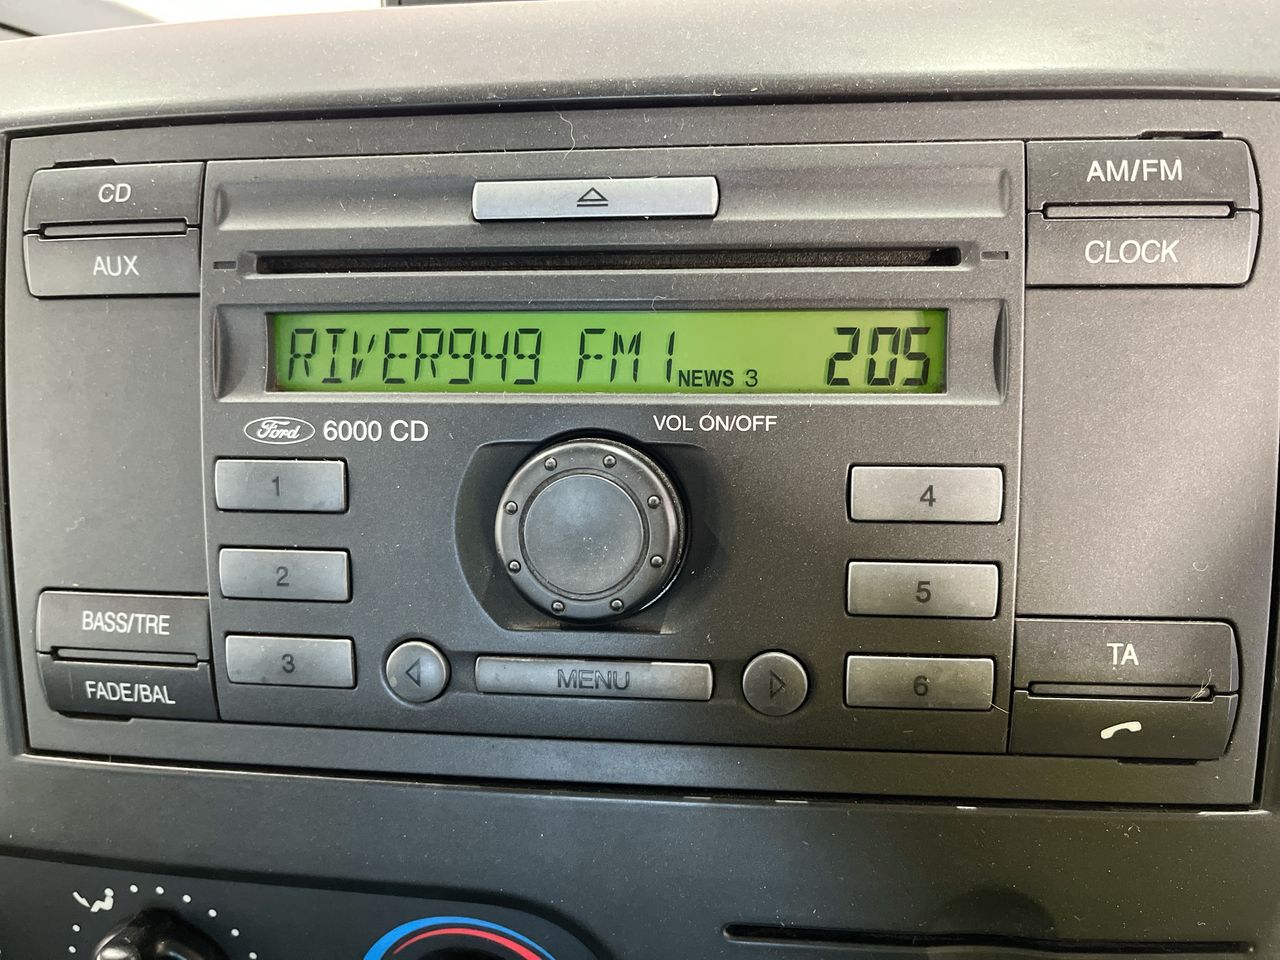 CD
AUX
AM/FM
CLOCK
RIVER949 FM1 NEWS 3 205
Ford 6000 CD
VOL ON/OFF
1
4
2
5
BASS/TRE
3
MENU
6
TA
FADE/BAL